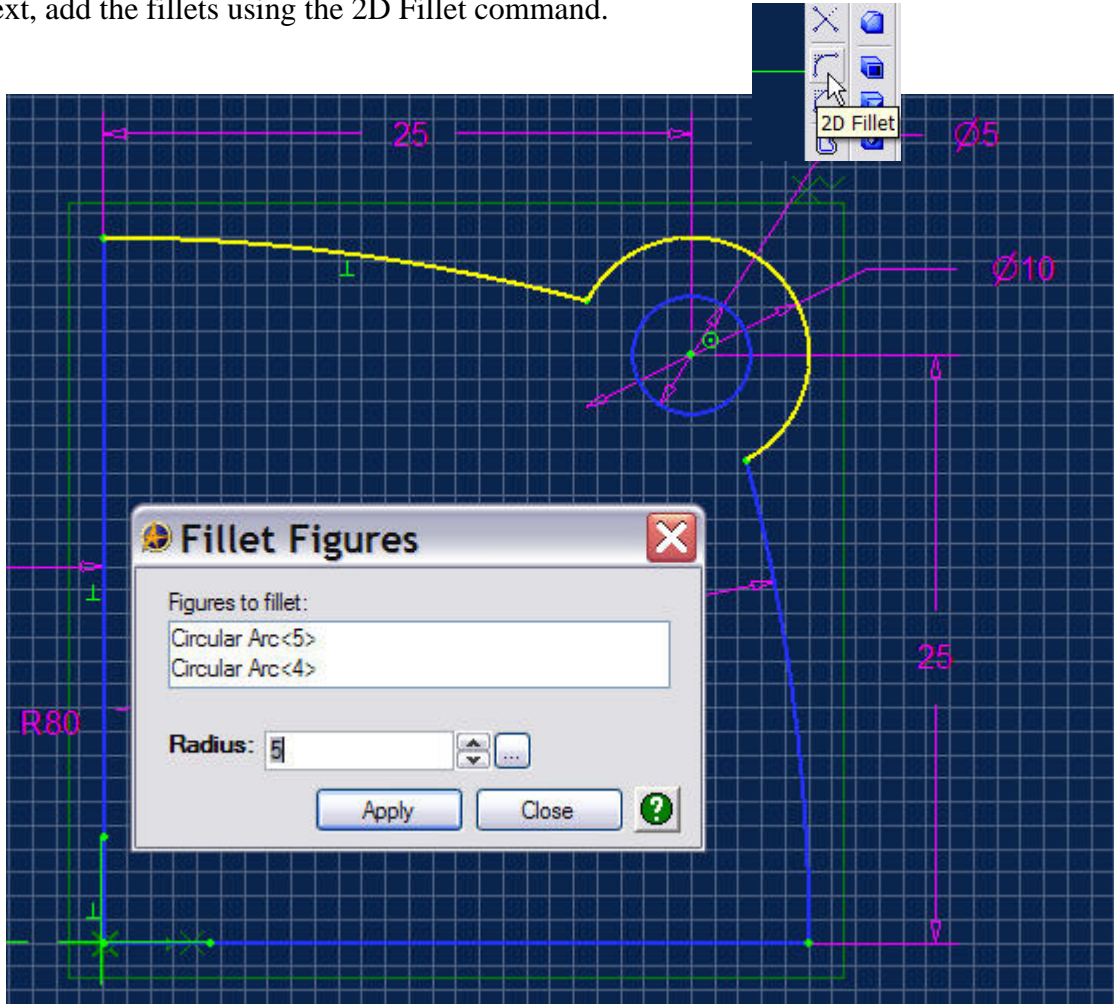 ext, add the fillets using the 2D Fillet command.
2D Fillet
25
Ø5
Ø10
Fillet Figures
Figures to fillet:
Circular Arc<5>
Circular Arc<4>
25
R80
Radius: 5
...
Apply Close ?